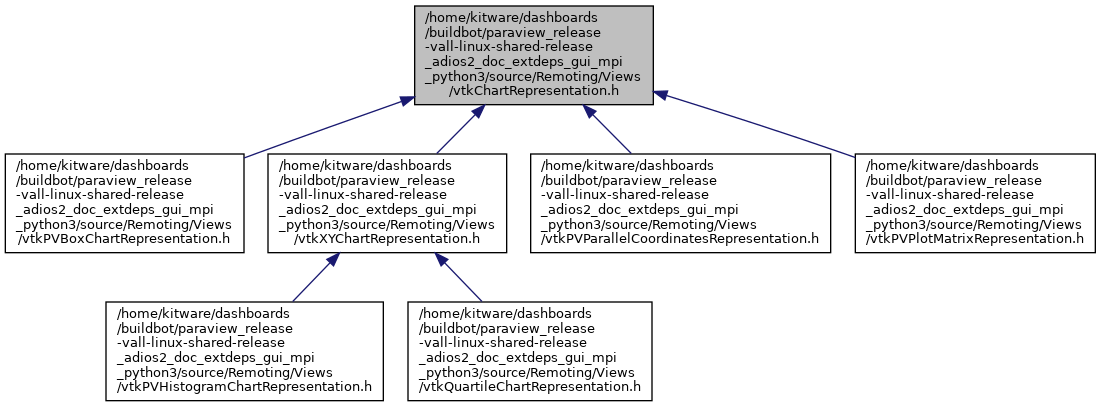 /home/kitware/dashboards
/buildbot/paraview_release
-vall-linux-shared-release
_adios2_doc_extdeps_gui_mpi
_python3/source/Remoting/Views
/vtkChartRepresentation.h
/home/kitware/dashboards
/buildbot/paraview_release
-vall-linux-shared-release
_adios2_doc_extdeps_gui_mpi
_python3/source/Remoting/Views
/vtkPVBoxChartRepresentation.h
/home/kitware/dashboards
/buildbot/paraview_release
-vall-linux-shared-release
_adios2_doc_extdeps_gui_mpi
_python3/source/Remoting/Views
/vtkXYChartRepresentation.h
/home/kitware/dashboards
/buildbot/paraview_release
-vall-linux-shared-release
_adios2_doc_extdeps_gui_mpi
_python3/source/Remoting/Views
/vtkPVParallelCoordinatesRepresentation.h
/home/kitware/dashboards
/buildbot/paraview_release
-vall-linux-shared-release
_adios2_doc_extdeps_gui_mpi
_python3/source/Remoting/Views
/vtkPVPlotMatrixRepresentation.h
/home/kitware/dashboards
/buildbot/paraview_release
-vall-linux-shared-release
_adios2_doc_extdeps_gui_mpi
_python3/source/Remoting/Views
/vtkPVHistogramChartRepresentation.h
/home/kitware/dashboards
/buildbot/paraview_release
-vall-linux-shared-release
_adios2_doc_extdeps_gui_mpi
_python3/source/Remoting/Views
/vtkQuartileChartRepresentation.h